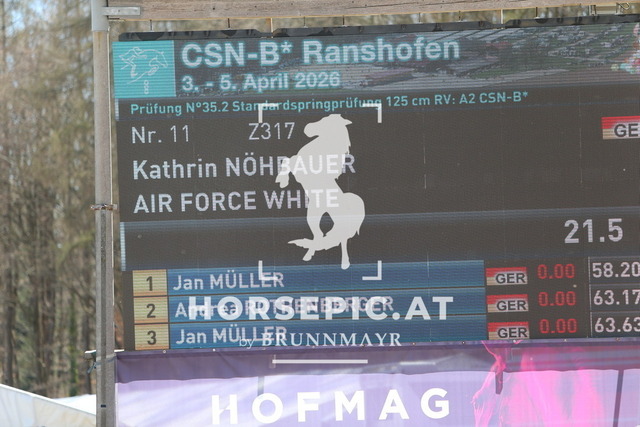 CSN-B* Ranshofen
3. - 5. April 2026
Prüfung N°35.2 Standardspringprüfung 125 cm RV: A2 CSN-B*
Nr. 11 Z317 GE
Kathrin NÖHBAUER
AIR FORCE WHITE
21.5
1 Jan MÜLLER GER 0.00 58.20
2 Andrea GER 0.00 63.17
3 Jan MÜLLER GER 0.00 63.63
HORSEPIC.AT
by BRUNNMAYR
HOFMAG